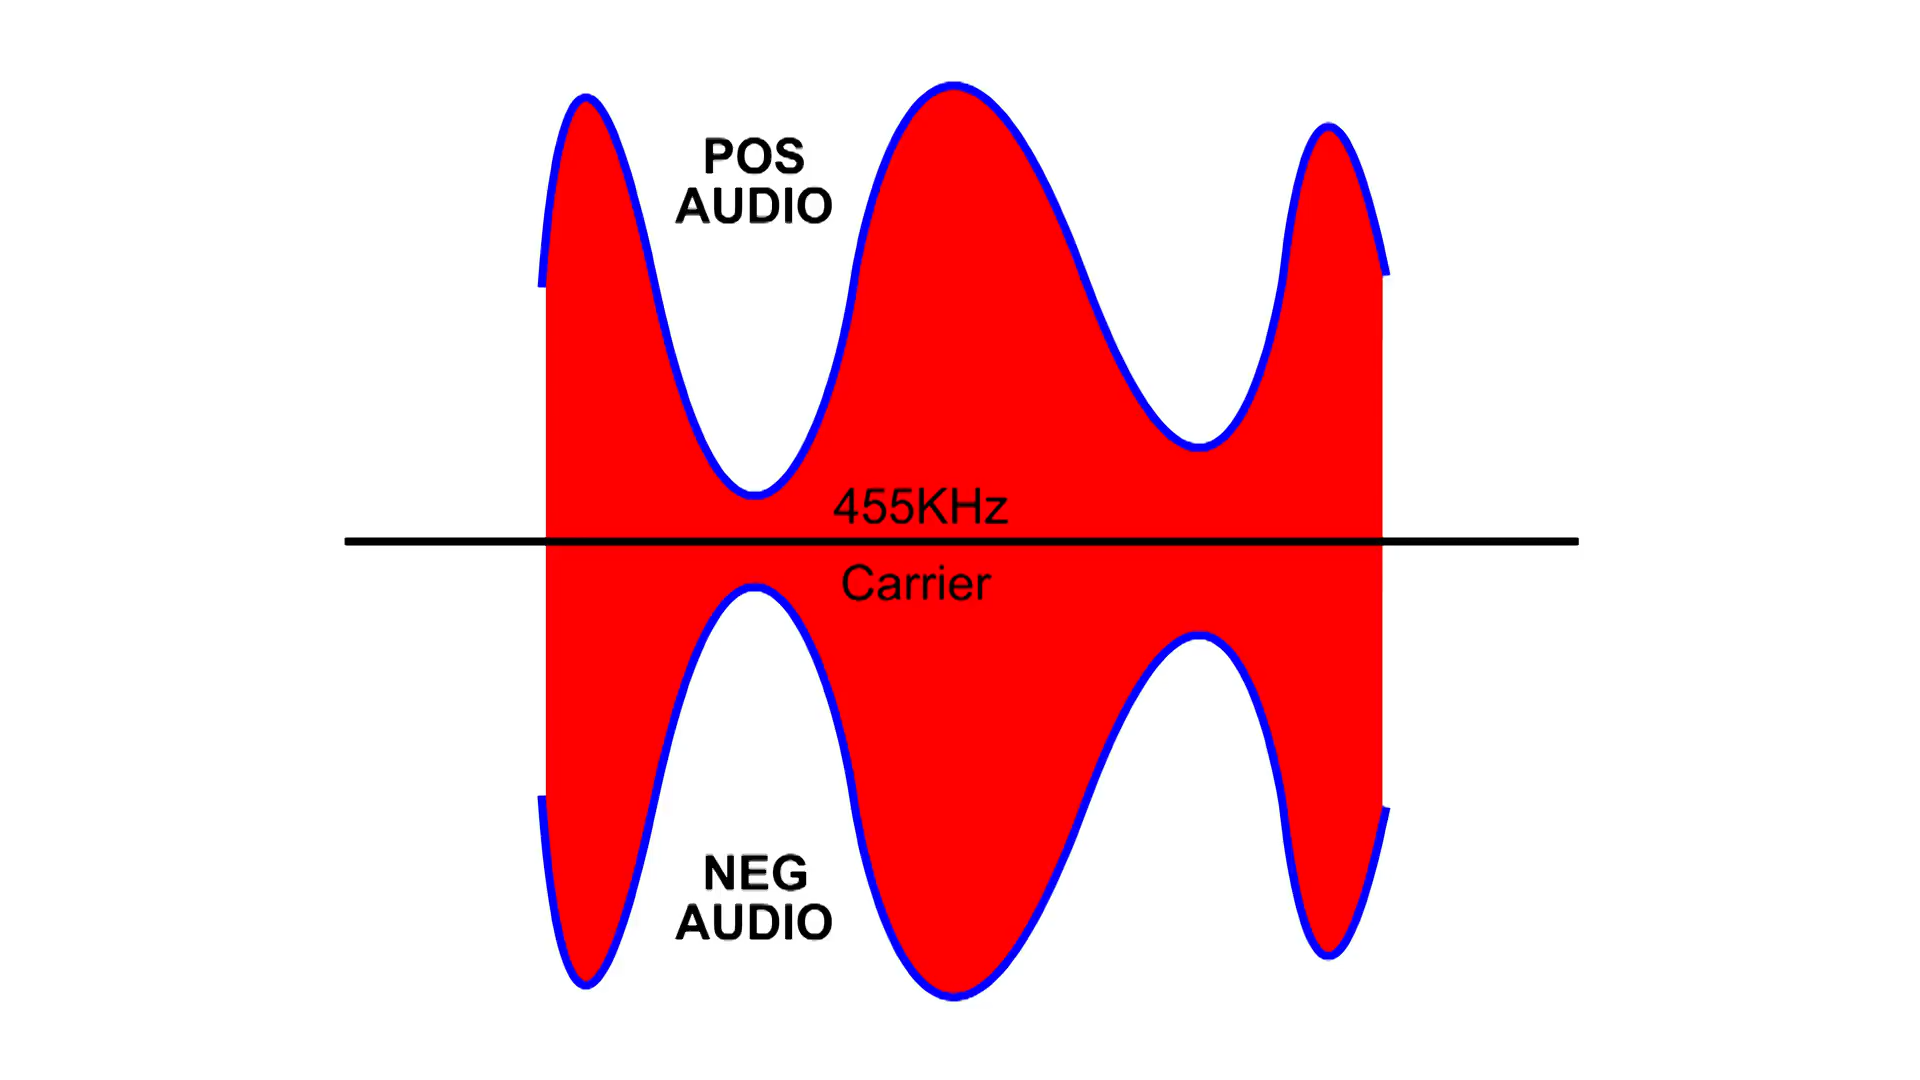 POS
AUDIO
455KHz
Carrier
NEG
AUDIO